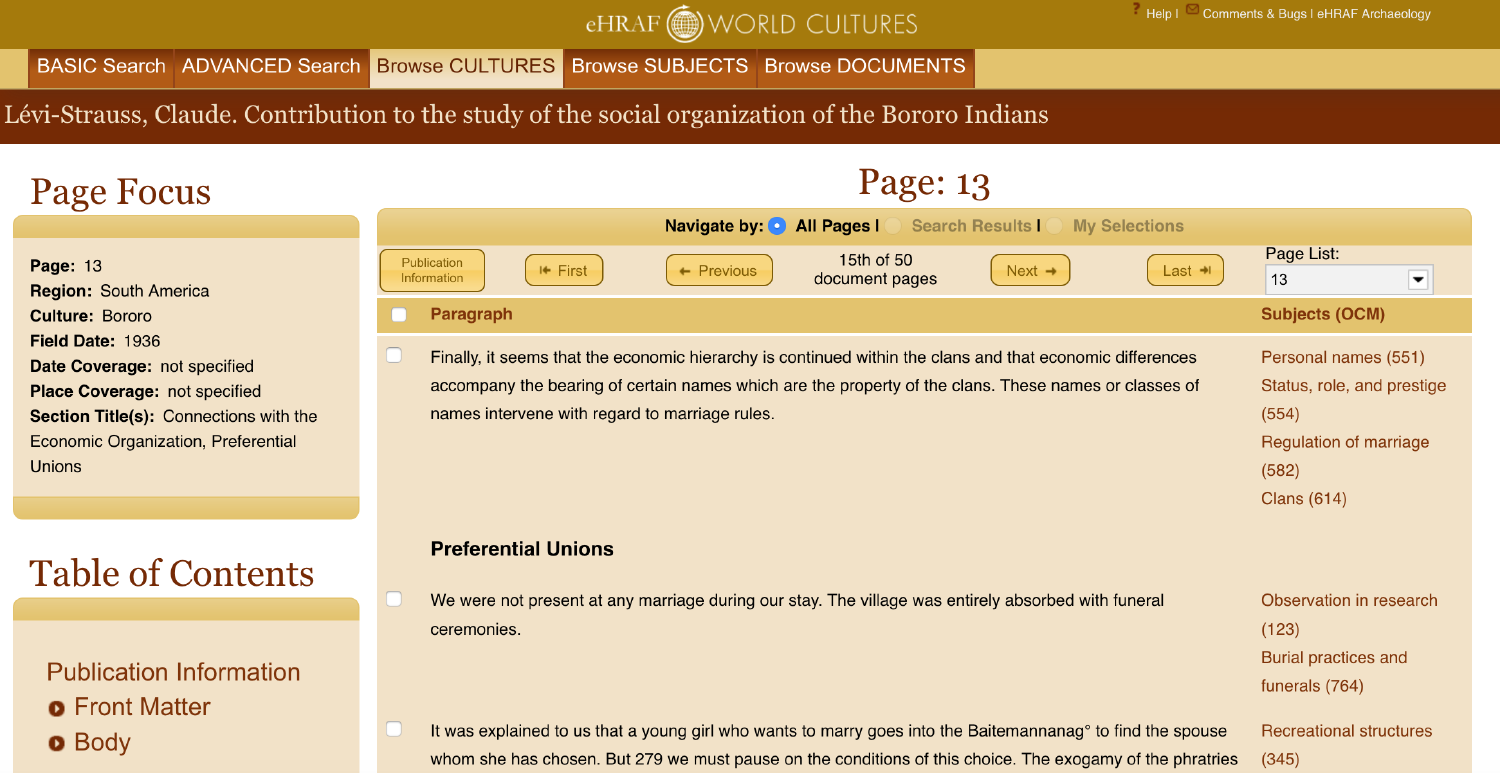 eHRAF WORLD CULTURES
? Help | Comments & Bugs | eHRAF Archaeology
BASIC Search ADVANCED Search Browse CULTURES Browse SUBJECTS Browse DOCUMENTS
Lévi-Strauss, Claude. Contribution to the study of the social organization of the Bororo Indians
Page Focus
Page: 13
Region: South America
Culture: Bororo
Field Date: 1936
Date Coverage: not specified
Place Coverage: not specified
Section Title(s): Connections with the
Economic Organization, Preferential
Unions
Table of Contents
Publication Information
Front Matter
Body
Page: 13
Navigate by: All Pages | Search Results | My Selections
Publication
Information
First
Previous
15th of 50
document pages
Next
Last
Page List:
13
Paragraph
Subjects (OCM)
Finally, it seems that the economic hierarchy is continued within the clans and that economic differences
accompany the bearing of certain names which are the property of the clans. These names or classes of
names intervene with regard to marriage rules.
Personal names (551)
Status, role, and prestige
(554)
Regulation of marriage
(582)
Clans (614)
Preferential Unions
We were not present at any marriage during our stay. The village was entirely absorbed with funeral
ceremonies.
Observation in research
(123)
Burial practices and
funerals (764)
It was explained to us that a young girl who wants to marry goes into the Baitemannanag° to find the spouse
whom she has chosen. But 279 we must pause on the conditions of this choice. The exogamy of the phratries
Recreational structures
(345)